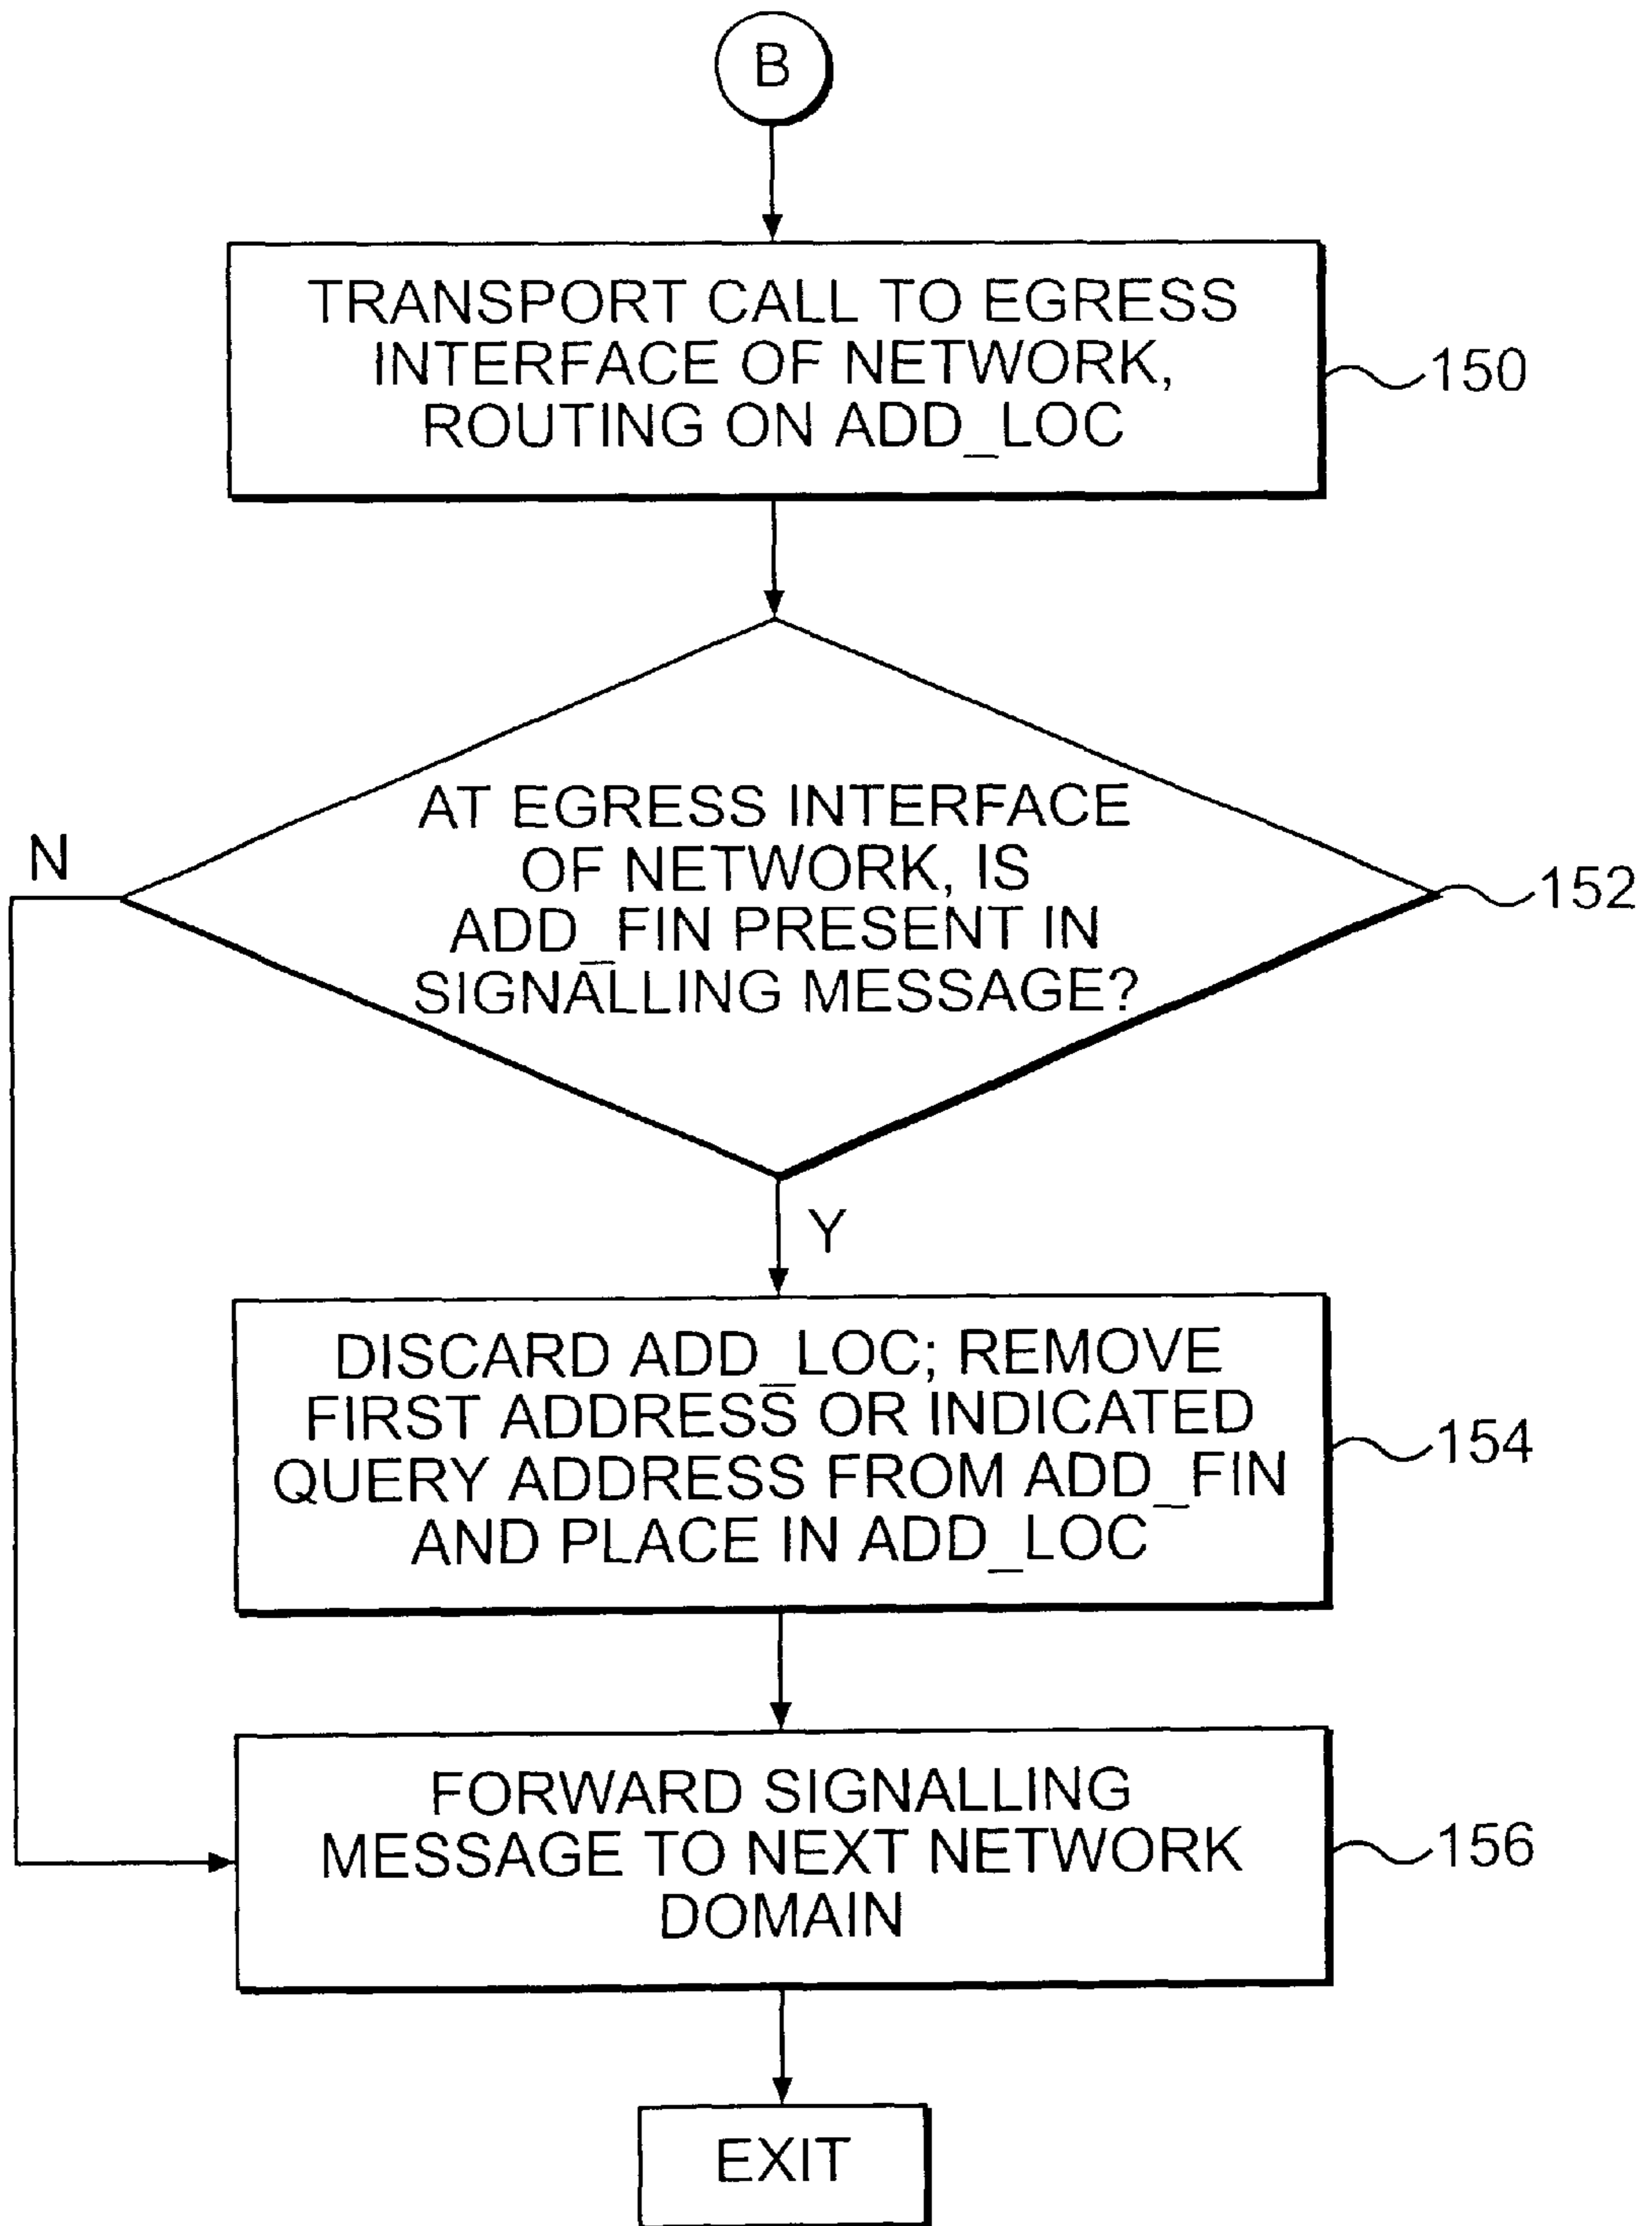 B
TRANSPORT CALL TO EGRESS
INTERFACE OF NETWORK,
ROUTING ON ADD_LOC
150
AT EGRESS INTERFACE
OF NETWORK, IS
ADD_FIN PRESENT IN
SIGNALLING MESSAGE?
N
152
Y
DISCARD ADD_LOC; REMOVE
FIRST ADDRESS OR INDICATED
QUERY ADDRESS FROM ADD_FIN
AND PLACE IN ADD_LOC
154
FORWARD SIGNALLING
MESSAGE TO NEXT NETWORK
DOMAIN
156
EXIT